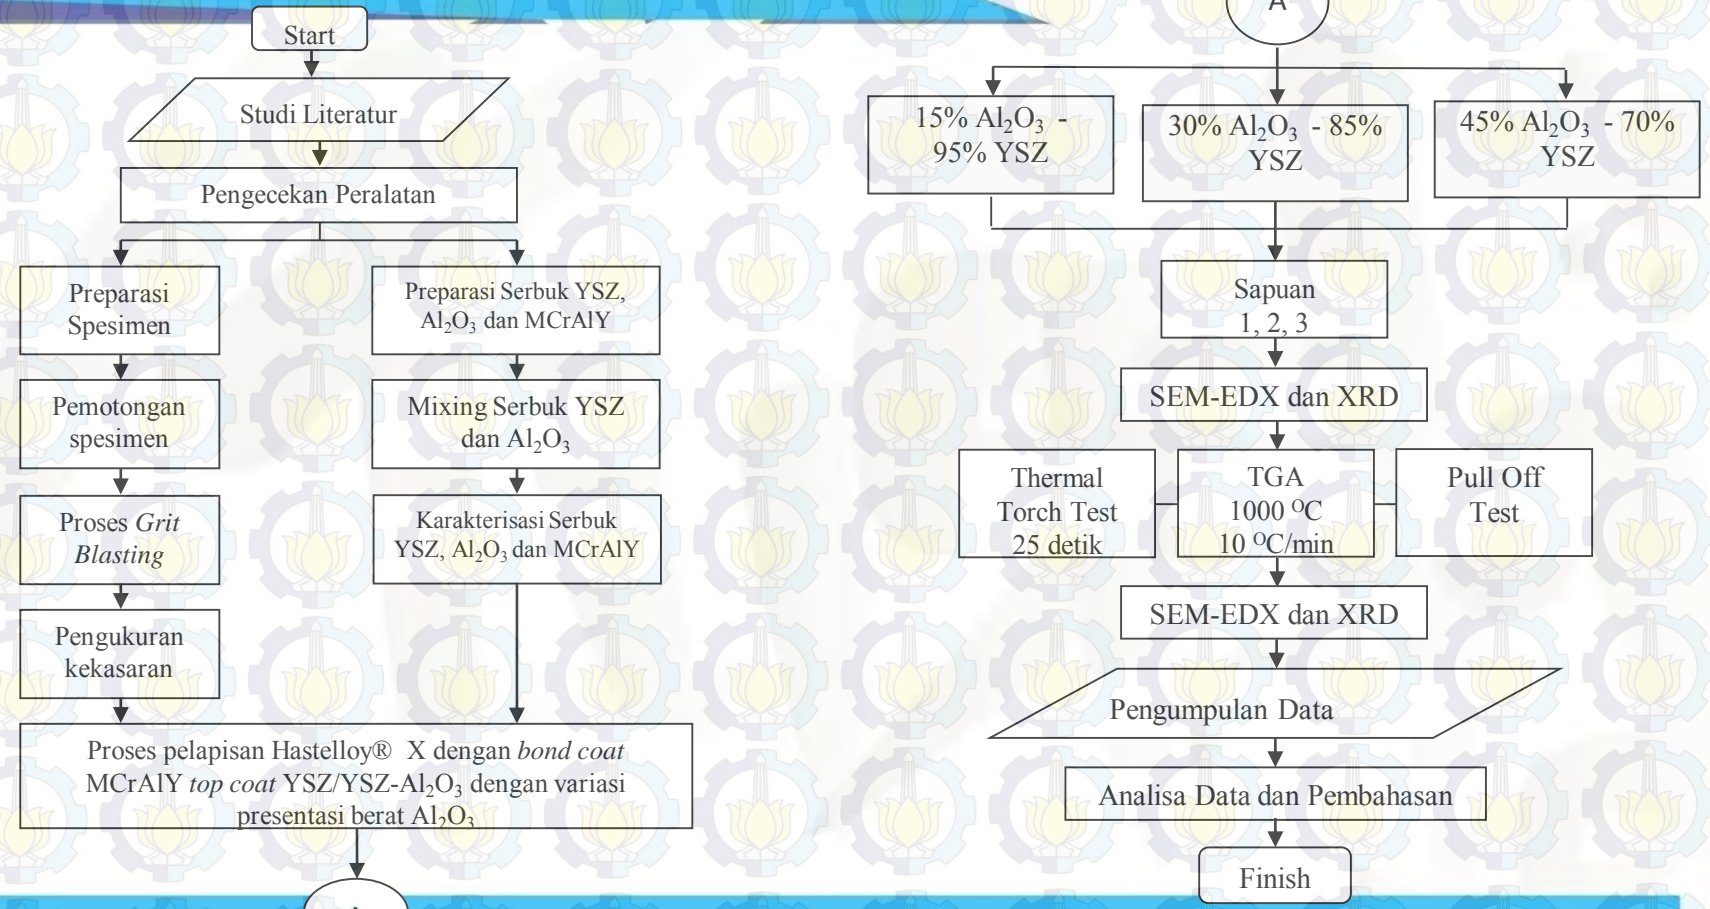 Start
Studi Literatur
Pengecekan Peralatan
Preparasi
Spesimen
Pemotongan
spesimen
Proses Grit
Blasting
Pengukuran
kekasaran
Preparasi Serbuk YSZ,
Al₂O₃ dan MCrAlY
Mixing Serbuk YSZ
dan Al₂O₃
Karakterisasi Serbuk
YSZ, Al₂O₃ dan MCrAlY
Proses pelapisan Hastelloy® X dengan bond coat
MCrAlY top coat YSZ/YSZ-Al₂O₃ dengan variasi
presentasi berat Al₂O₃
A
A
15% Al₂O₃ -
95% YSZ
30% Al₂O₃ - 85%
YSZ
45% Al₂O₃ - 70%
YSZ
Sapuan
1, 2, 3
SEM-EDX dan XRD
Thermal
Torch Test
25 detik
TGA
1000 ᴼC
10 ᴼC/min
Pull Off
Test
SEM-EDX dan XRD
Pengumpulan Data
Analisa Data dan Pembahasan
Finish